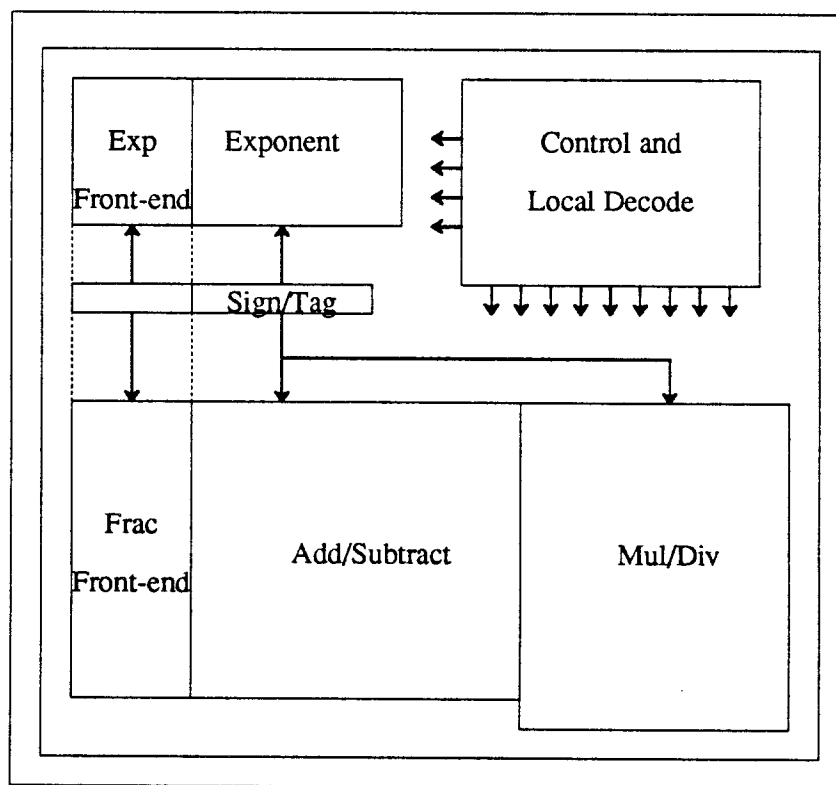 Exp
Front-end
Exponent
Control and
Local Decode
Sign/Tag
Frac
Front-end
Add/Subtract
Mul/Div